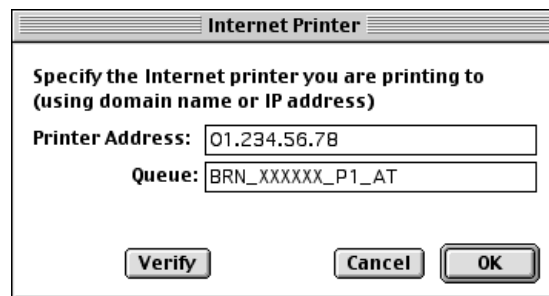 Internet Printer
Specify the Internet printer you are printing to
(using domain name or IP address)
Printer Address: 01.234.56.78
Queue: BRN_XXXXXX_P1_AT
Verify Cancel OK